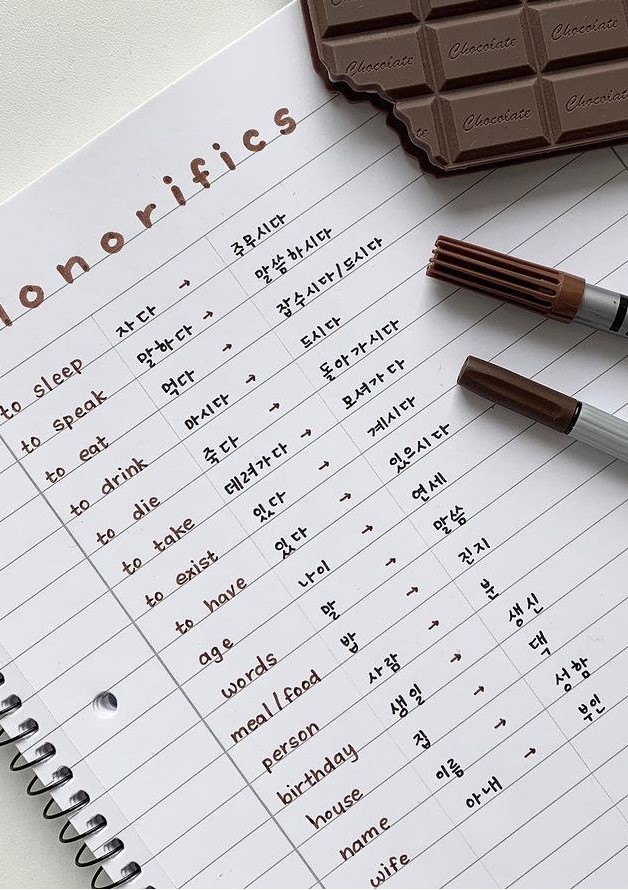 Chocolate Chocolate Chocolate
te Chocolate Chocolate
Honorifics
to sleep 자다 → 주무시다
to speak 말하다 → 말씀하시다
to eat 먹다 → 잡수시다/드시다
to drink 마시다 → 드시다
to die 죽다 → 돌아가시다
to take 데려가다 → 모셔가다
to exist 있다 → 계시다
to have 있다 → 있으시다
age 나이 → 연세
words 말 → 말씀
meal/food 밥 → 진지
person 사람 → 분
birthday 생일 → 생신
house 집 → 댁
name 이름 → 성함
wife 아내 → 부인